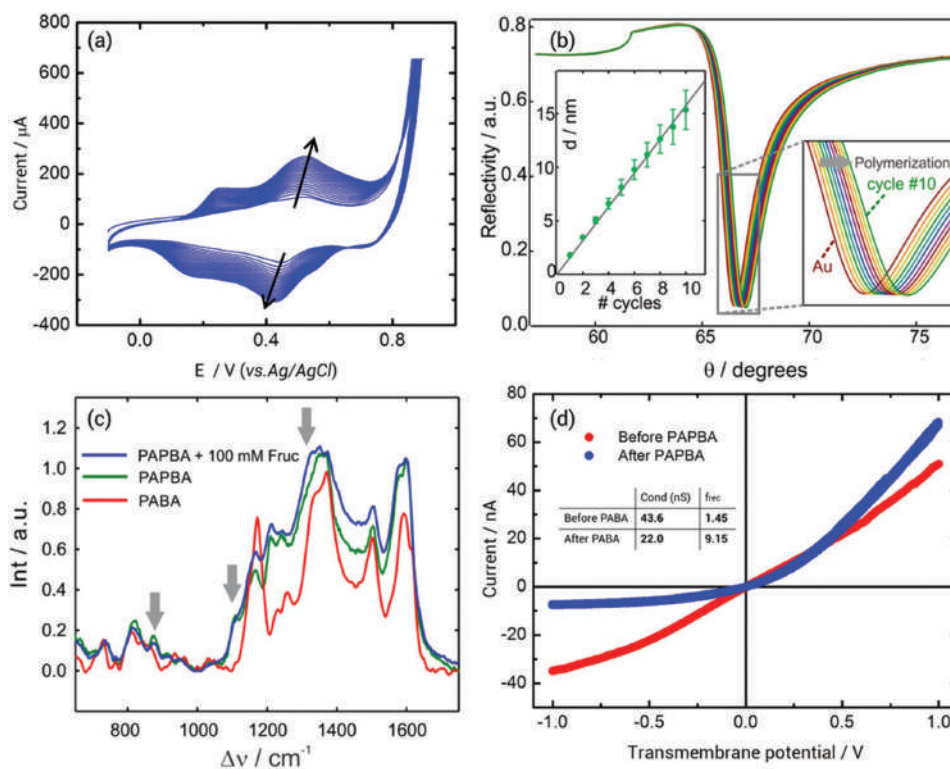 (a)
800
600
400
200
0
-200
-400
Current / μA
0.0
0.4
0.8
E / V (vs.Ag/AgCl)
(b)
0.8
0.6
0.4
0.2
0.0
Reflectivity / a.u.
60
65
70
75
θ / degrees
d / nm
15
10
5
0
0 2 4 6 8 10
# cycles
Polymerization
cycle #10
Au
(c)
1.2
1.0
0.8
0.6
0.4
0.2
0.0
Int / a.u.
PAPBA + 100 mM Fruc
PAPBA
PABA
800
1000
1200
1400
1600
Δν / cm⁻¹
(d)
80
60
40
20
0
-20
-40
Current / nA
Before PAPBA
After PAPBA
Cond (nS) frec
Before PABA 43.6 1.45
After PABA 22.0 9.15
-1.0
-0.5
0.0
0.5
1.0
Transmembrane potential / V